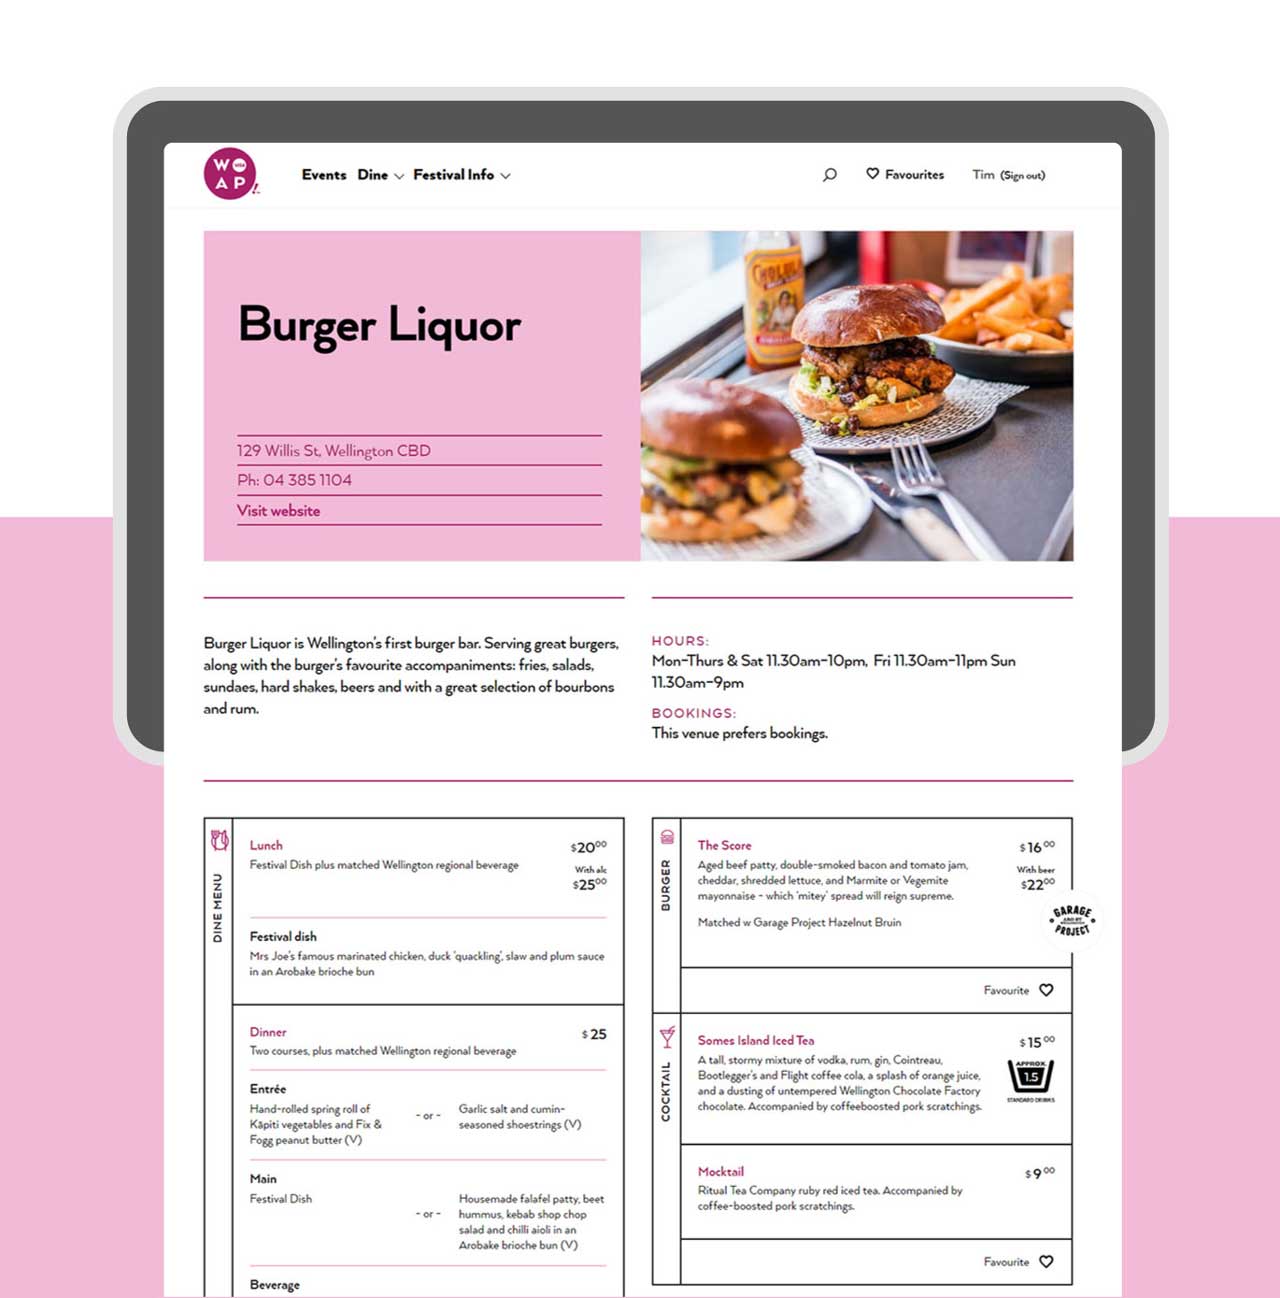 WO
AP
Events Dine Festival Info
Favourites Tim (Sign out)
Burger Liquor
129 Willis St, Wellington CBD
Ph: 04 385 1104
Visit website
CHOLULA
Burger Liquor is Wellington's first burger bar. Serving great burgers,
along with the burger's favourite accompaniments: fries, salads,
sundaes, hard shakes, beers and with a great selection of bourbons
and rum.
HOURS:
Mon-Thurs & Sat 11.30am-10pm, Fri 11.30am-11pm Sun
11.30am-9pm
BOOKINGS:
This venue prefers bookings.
DINE MENU
Lunch $20⁰⁰
Festival Dish plus matched Wellington regional beverage
With alc
$25⁰⁰
Festival dish
Mrs Joe's famous marinated chicken, duck 'quackling', slaw and plum sauce
in an Arobake brioche bun
Dinner $25
Two courses, plus matched Wellington regional beverage
Entrée
Hand-rolled spring roll of
Kāpiti vegetables and Fix &
Fogg peanut butter (V)
- or -
Garlic salt and cumin-
seasoned shoestrings (V)
Main
Festival Dish
- or -
Housemade falafel patty, beet
hummus, kebab shop chop
salad and chilli aioli in an
Arobake brioche bun (V)
Beverage
BURGER
The Score $16⁰⁰
Aged beef patty, double-smoked bacon and tomato jam,
cheddar, shredded lettuce, and Marmite or Vegemite
mayonnaise - which 'mitey' spread will reign supreme.
With beer
$22⁰⁰
Matched w Garage Project Hazelnut Bruin
GARAGE
PROJECT
Favourite
COCKTAIL
Somes Island Iced Tea $15⁰⁰
A tall, stormy mixture of vodka, rum, gin, Cointreau,
Bootlegger's and Flight coffee cola, a splash of orange juice,
and a dusting of untempered Wellington Chocolate Factory
chocolate. Accompanied by coffeeboosted pork scratchings.
APPROX.
1.5
STANDARD DRINKS
Mocktail $9⁰⁰
Ritual Tea Company ruby red iced tea. Accompanied by
coffee-boosted pork scratchings.
Favourite